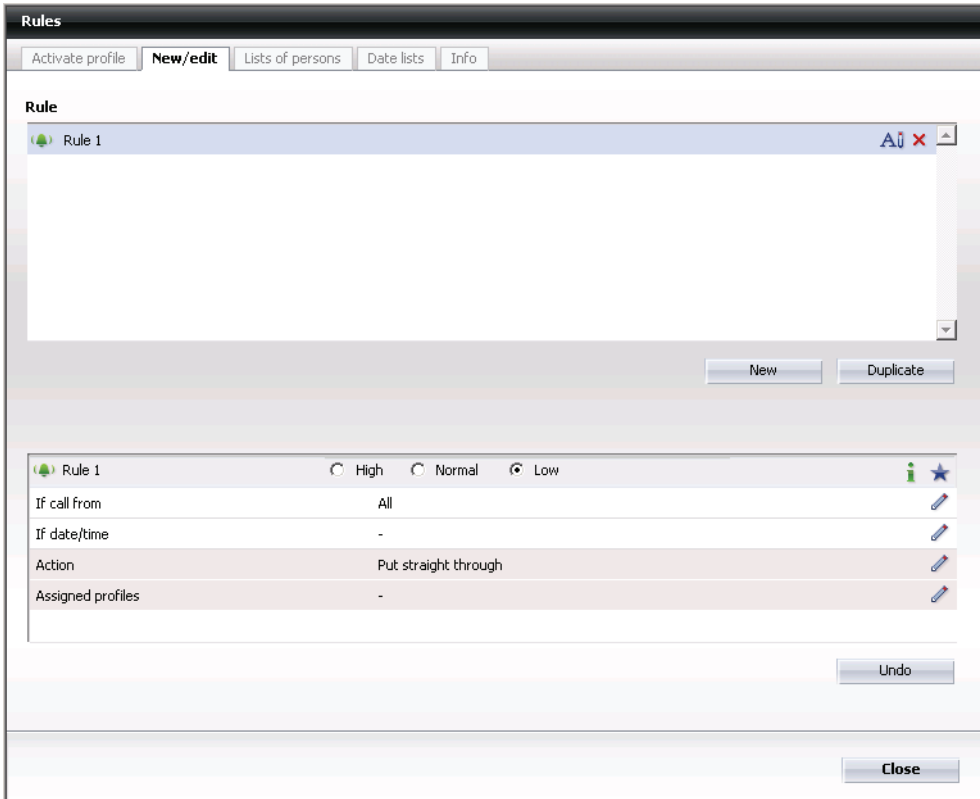 Rules
Activate profile New/edit Lists of persons Date lists Info
Rule
Rule 1
New Duplicate
Rule 1 High Normal Low
If call from All
If date/time -
Action Put straight through
Assigned profiles -
Undo
Close